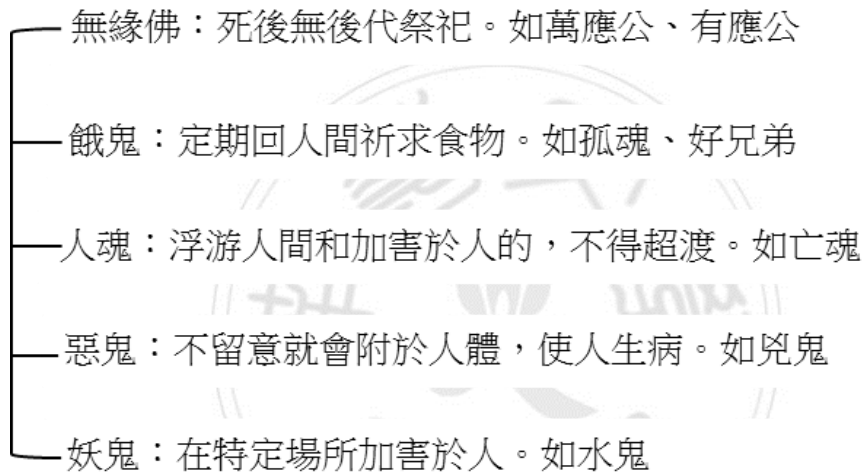 無緣佛：死後無後代祭祀。如萬應公、有應公
餓鬼：定期回人間祈求食物。如孤魂、好兄弟
人魂：浮游人間和加害於人的，不得超渡。如亡魂
惡鬼：不留意就會附於人體，使人生病。如兇鬼
妖鬼：在特定場所加害於人。如水鬼